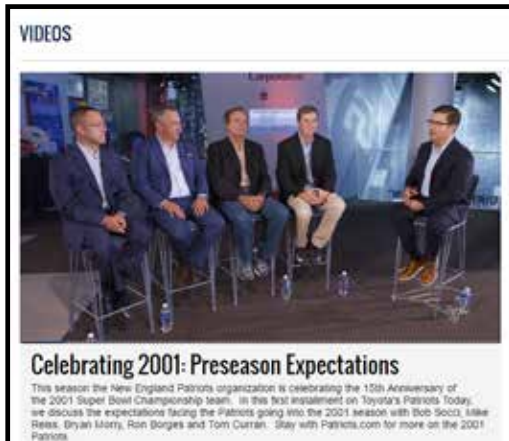 VIDEOS
Corporation
Celebrating 2001: Preseason Expectations
This season the New England Patriots organization is celebrating the 15th Anniversary of
the 2001 Super Bowl Championship team. In this first installment on Toyota's Patriots Today,
we discuss the expectations facing the Patriots going into the 2001 season with Bob Socci, Mike
Reiss, Bryan Morry, Ron Borges and Tom Curran. Stay with Patriots.com for more on the 2001
Patriots